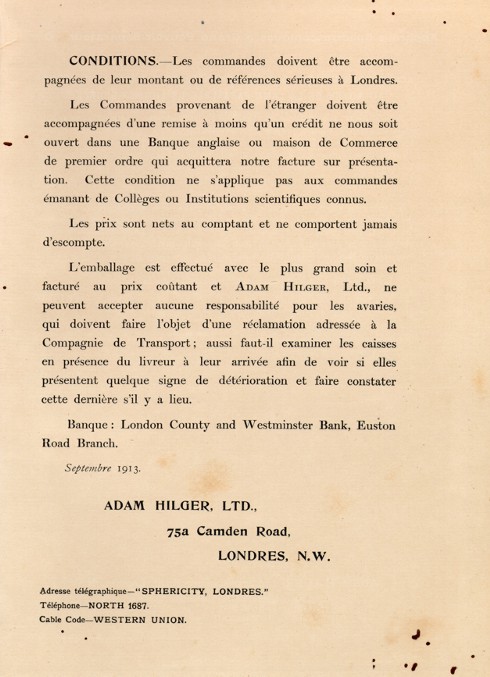 CONDITIONS.—Les commandes doivent être accom-
pagnées de leur montant ou de références sérieuses à Londres.
Les Commandes provenant de l'étranger doivent être
accompagnées d'une remise à moins qu'un crédit ne nous soit
ouvert dans une Banque anglaise ou maison de Commerce
de premier ordre qui acquittera notre facture sur présenta-
tion. Cette condition ne s'applique pas aux commandes
émanant de Collèges ou Institutions scientifiques connus.
Les prix sont nets au comptant et ne comportent jamais
d'escompte.
L'emballage est effectué avec le plus grand soin et
facturé au prix coûtant et ADAM HILGER, Ltd., ne
peuvent accepter aucune responsabilité pour les avaries,
qui doivent faire l'objet d'une réclamation adressée à la
Compagnie de Transport; aussi faut-il examiner les caisses
en présence du livreur à leur arrivée afin de voir si elles
présentent quelque signe de détérioration et faire constater
cette dernière s'il y a lieu.
Banque: London County and Westminster Bank, Euston
Road Branch.
Septembre 1913.
ADAM HILGER, LTD.,
75a Camden Road,
LONDRES, N.W.
Adresse télégraphique—"SPHERICITY, LONDRES."
Téléphone—NORTH 1687.
Cable Code—WESTERN UNION.